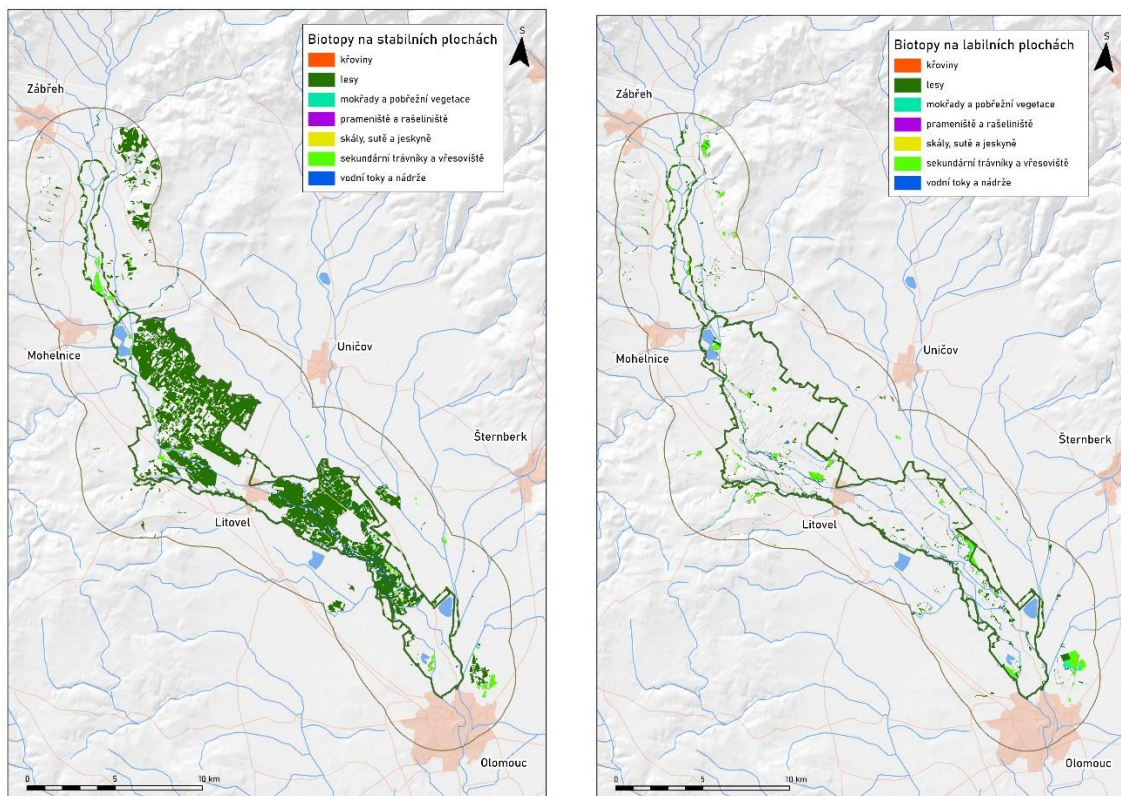 Biotopy na stabilních plochách
křoviny
lesy
mokřady a pobřežní vegetace
prameniště a rašeliniště
skály, sutě a jeskyně
sekundární trávníky a vřesoviště
vodní toky a nádrže
S
Zábřeh
Mohelnice
Uničov
Šternberk
Litovel
Olomouc
0 5 10 km
Biotopy na labilních plochách
křoviny
lesy
mokřady a pobřežní vegetace
prameniště a rašeliniště
skály, sutě a jeskyně
sekundární trávníky a vřesoviště
vodní toky a nádrže
S
Zábřeh
Mohelnice
Uničov
Šternberk
Litovel
Olomouc
0 5 10 km